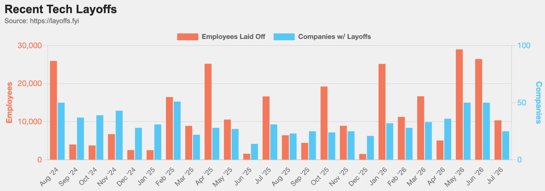 Recent Tech Layoffs
Source: https://layoffs.fyi
Employees Laid Off
Companies w/ Layoffs
30,000
20,000
10,000
0
Employees
100
50
0
Companies
Aug '24
Sep '24
Oct '24
Nov '24
Dec '24
Jan '25
Feb '25
Mar '25
Apr '25
May '25
Jun '25
Jul '25
Aug '25
Sep '25
Oct '25
Nov '25
Dec '25
Jan '26
Feb '26
Mar '26
Apr '26
May '26
Jun '26
Jul '26